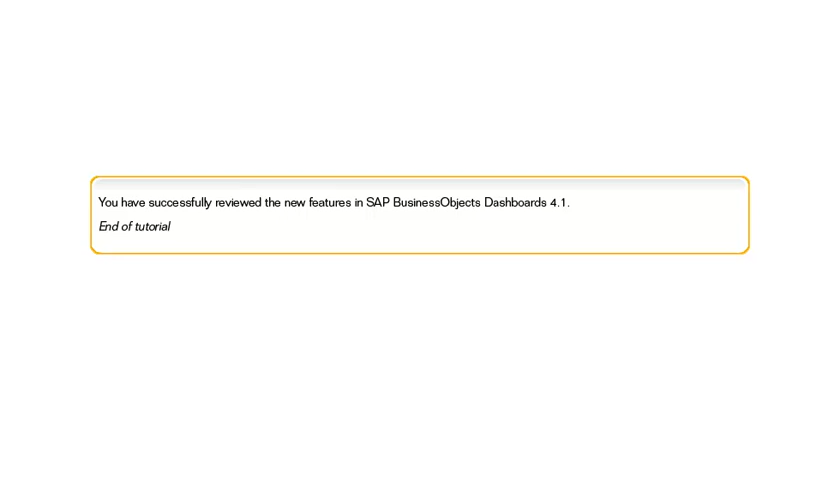 You have successfully reviewed the new features in SAP BusinessObjects Dashboards 4.1.
End of tutorial